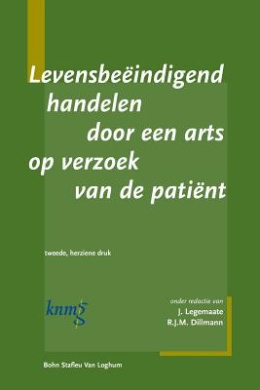 Levensbeëindigend
handelen
door een arts
op verzoek
van de patiënt
tweede, herziene druk
knmg
onder redactie van
J. Legemaate
R.J.M. Dillmann
Bohn Stafleu Van Loghum